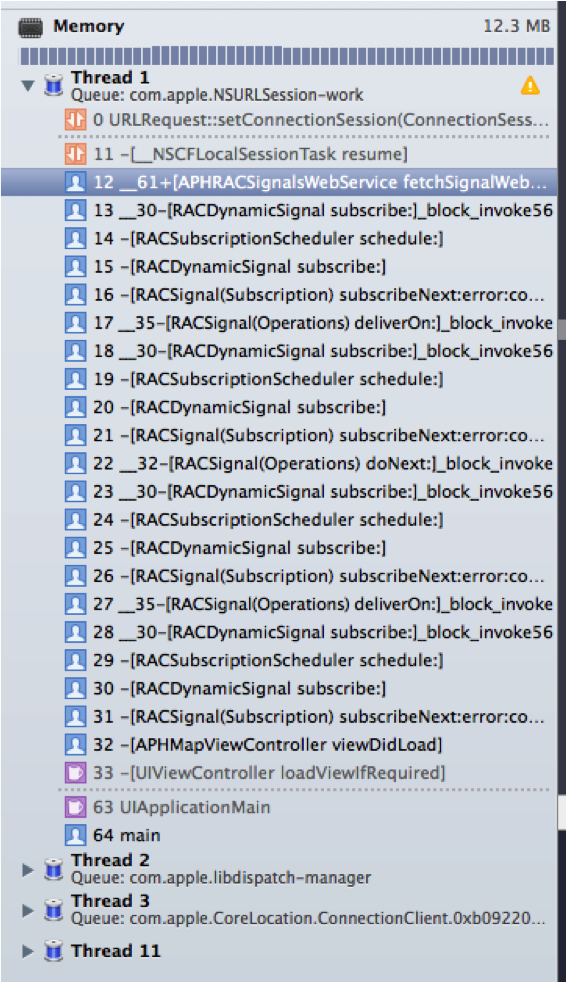 Memory 12.3 MB
Thread 1
Queue: com.apple.NSURLSession-work
0 URLRequest::setConnectionSession(ConnectionSess...
11 -[__NSCFLocalSessionTask resume]
12 __61+[APHRACSignalsWebService fetchSignalWeb...
13 __30-[RACDynamicSignal subscribe:]_block_invoke56
14 -[RACSubscriptionScheduler schedule:]
15 -[RACDynamicSignal subscribe:]
16 -[RACSignal(Subscription) subscribeNext:error:co...
17 __35-[RACSignal(Operations) deliverOn:]_block_invoke
18 __30-[RACDynamicSignal subscribe:]_block_invoke56
19 -[RACSubscriptionScheduler schedule:]
20 -[RACDynamicSignal subscribe:]
21 -[RACSignal(Subscription) subscribeNext:error:co...
22 __32-[RACSignal(Operations) doNext:]_block_invoke
23 __30-[RACDynamicSignal subscribe:]_block_invoke56
24 -[RACSubscriptionScheduler schedule:]
25 -[RACDynamicSignal subscribe:]
26 -[RACSignal(Subscription) subscribeNext:error:co...
27 __35-[RACSignal(Operations) deliverOn:]_block_invoke
28 __30-[RACDynamicSignal subscribe:]_block_invoke56
29 -[RACSubscriptionScheduler schedule:]
30 -[RACDynamicSignal subscribe:]
31 -[RACSignal(Subscription) subscribeNext:error:co...
32 -[APHMapViewController viewDidLoad]
33 -[UIViewController loadViewIfRequired]
63 UIApplicationMain
64 main
Thread 2
Queue: com.apple.libdispatch-manager
Thread 3
Queue: com.apple.CoreLocation.ConnectionClient.0xb09220...
Thread 11